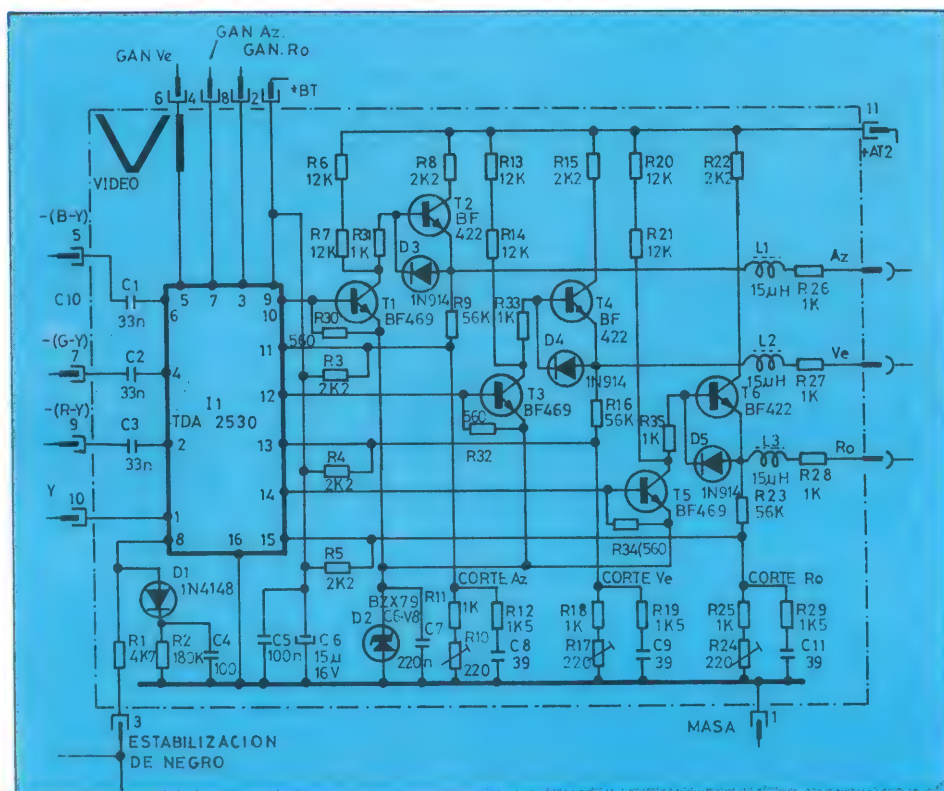 GAN Ve
GAN Az.
GAN. Ro
+BT
6
4
8
2
11
+AT2
VI
VIDEO
R6
12K
R8
2K2
R13
12K
R15
2K2
R20
12K
R22
2K2
-(B-Y)
5
R7
12K
R31
1K
T2
BF
422
R14
12K
R21
12K
D3
1N914
L1
15µH
Az
R26
1K
C10
C1
33n
5
7
3
9
6
10
T1
BF469
R30
560
R9
56K
R33
1K
T4
BF
422
-(G-Y)
7
C2
33n
4
11
R3
2K2
D4
1N914
L2
15µH
Ve
R27
1K
I1
TDA 2530
12
T3
BF469
560
R32
R16
56K
R35
1K
T6
BF422
-(R-Y)
9
C3
33n
2
13
R4
2K2
D5
1N914
L3
15µH
Ro
R28
1K
Y
10
1
14
T5
BF469
R23
56K
8
16
15
R34(560
D1
1N4148
R5
2K2
CORTE Az
CORTE Ve
CORTE Ro
R1
4K7
R2
180K
C4
100
C5
100n
C6
15µ
16V
BZX79
C6-V8
D2
C7
220n
R11
1K
R10
220
R12
1K5
C8
39
R18
1K
R17
220
R19
1K5
C9
39
R25
1K
R24
220
R29
1K5
C11
39
3
ESTABILIZACION
DE NEGRO
MASA
1